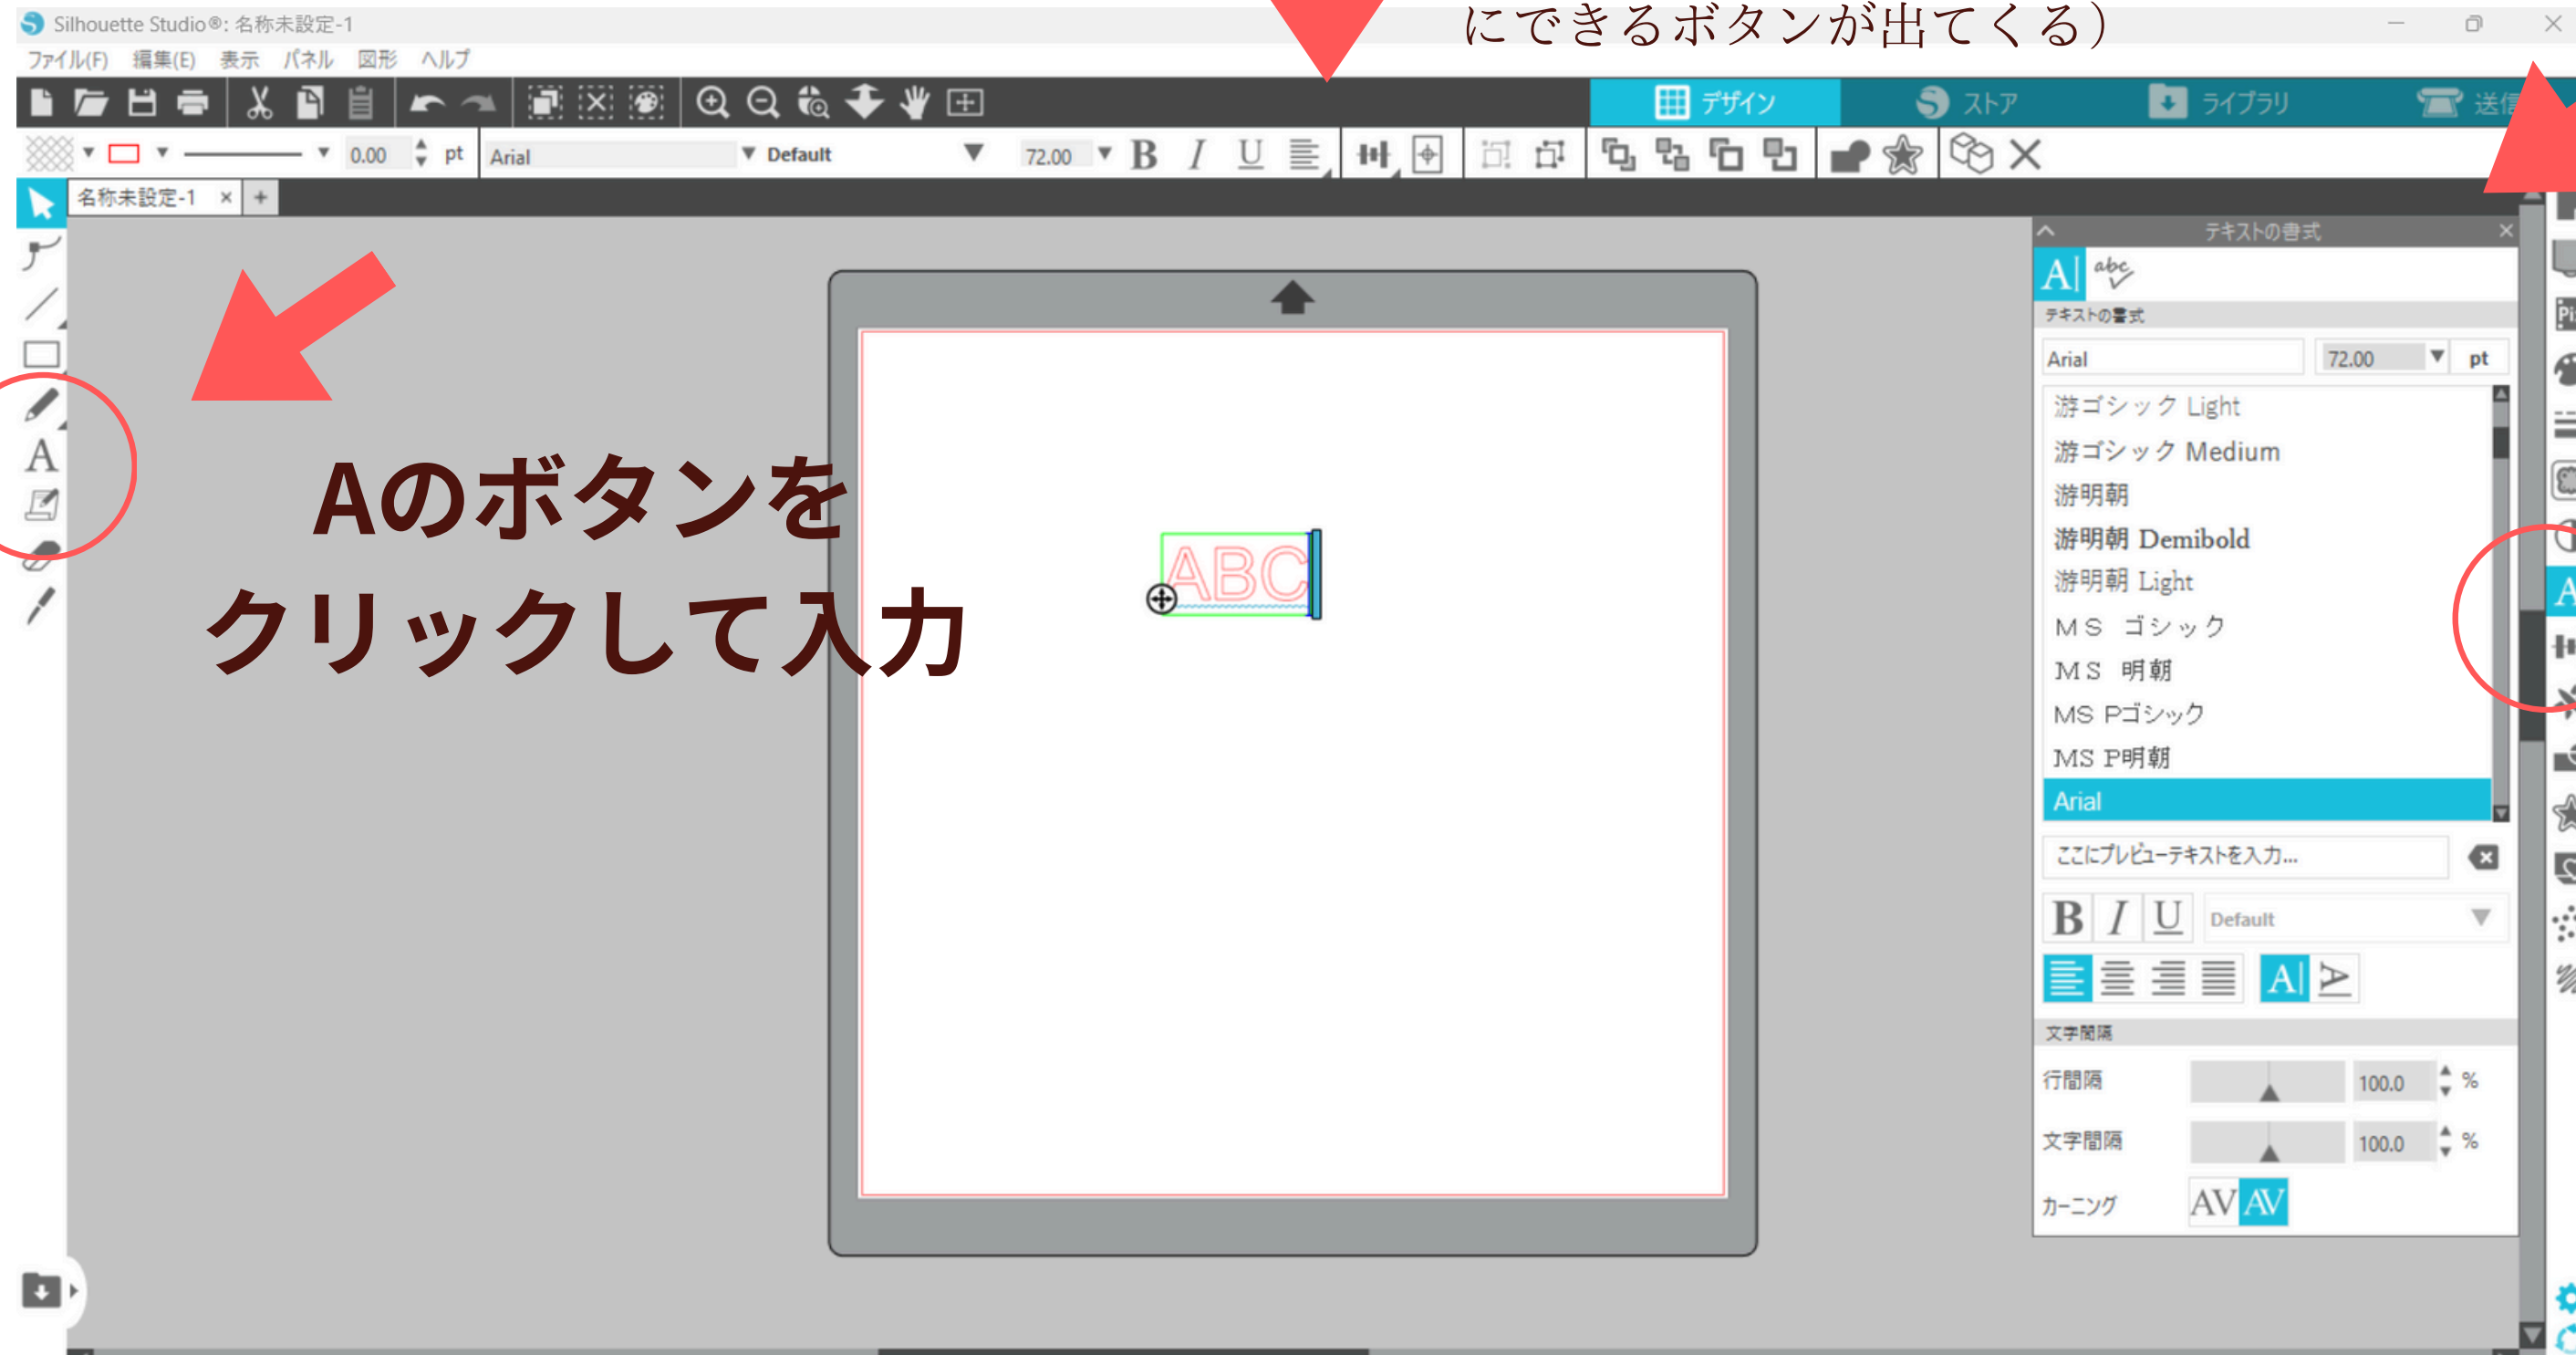 にできるボタンが出てくる）
Silhouette Studio®: 名称未設定-1
ファイル(F) 編集(E) 表示 パネル 図形 ヘルプ
デザイン ストア ライブラリ 送信
0.00 pt Arial Default 72.00 B I U
名称未設定-1 × +
テキストの書式
A abc
テキストの書式
Arial 72.00 pt
游ゴシック Light
游ゴシック Medium
游明朝
游明朝 Demibold
游明朝 Light
ＭＳ ゴシック
ＭＳ 明朝
MS Pゴシック
MS P明朝
Arial
ここにプレビューテキストを入力...
B I U Default
A A
文字間隔
行間隔 100.0 %
文字間隔 100.0 %
カーニング AV AV
A
Aのボタンを
クリックして入力
ABC
Pi
A